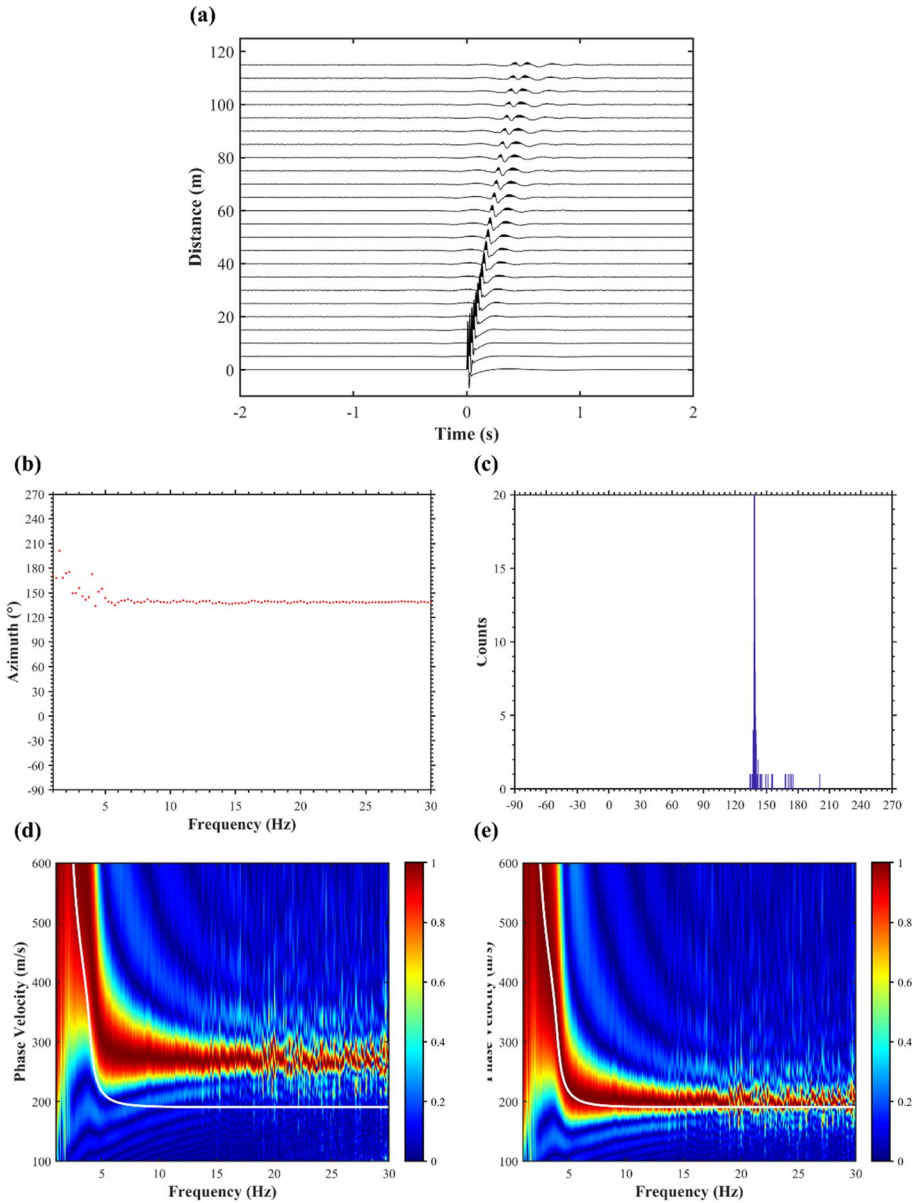 (a)
120
100
80
60
40
20
0
Distance (m)
-2 -1 0 1 2
Time (s)
(b)
270
240
210
180
150
120
90
60
30
0
-30
-60
-90
Azimuth (°)
5 10 15 20 25 30
Frequency (Hz)
(c)
20
15
10
5
0
Counts
-90 -60 -30 0 30 60 90 120 150 180 210 240 270
(d)
600
500
400
300
200
100
Phase Velocity (m/s)
5 10 15 20 25 30
Frequency (Hz)
1
0.8
0.6
0.4
0.2
0
(e)
600
500
400
300
200
100
Phase Velocity (m/s)
5 10 15 20 25 30
Frequency (Hz)
1
0.8
0.6
0.4
0.2
0